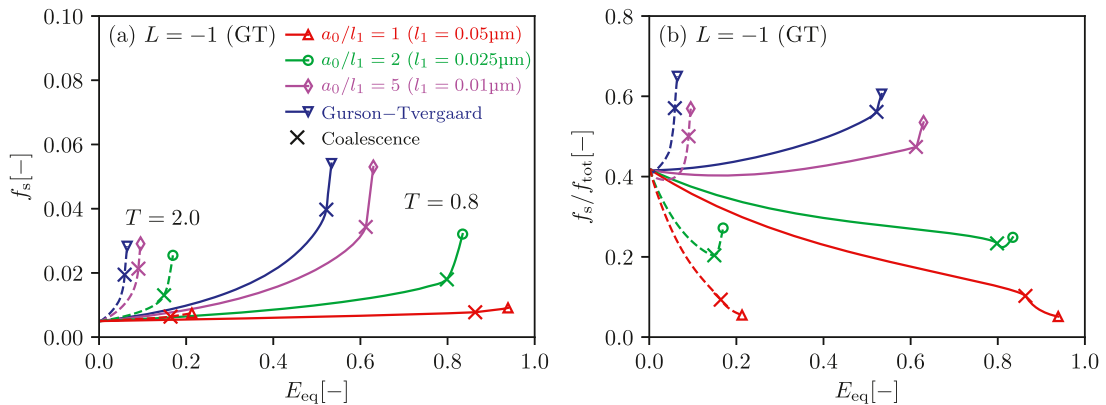 (a) L = −1 (GT)
a₀/l₁ = 1 (l₁ = 0.05µm)
a₀/l₁ = 2 (l₁ = 0.025µm)
a₀/l₁ = 5 (l₁ = 0.01µm)
Gurson−Tvergaard
Coalescence
T = 2.0
T = 0.8
fₛ[−]
0.10
0.08
0.06
0.04
0.02
0.00
0.0 0.2 0.4 0.6 0.8 1.0
E_eq[−]
(b) L = −1 (GT)
fₛ/f_tot[−]
0.8
0.6
0.4
0.2
0.0
0.0 0.2 0.4 0.6 0.8 1.0
E_eq[−]